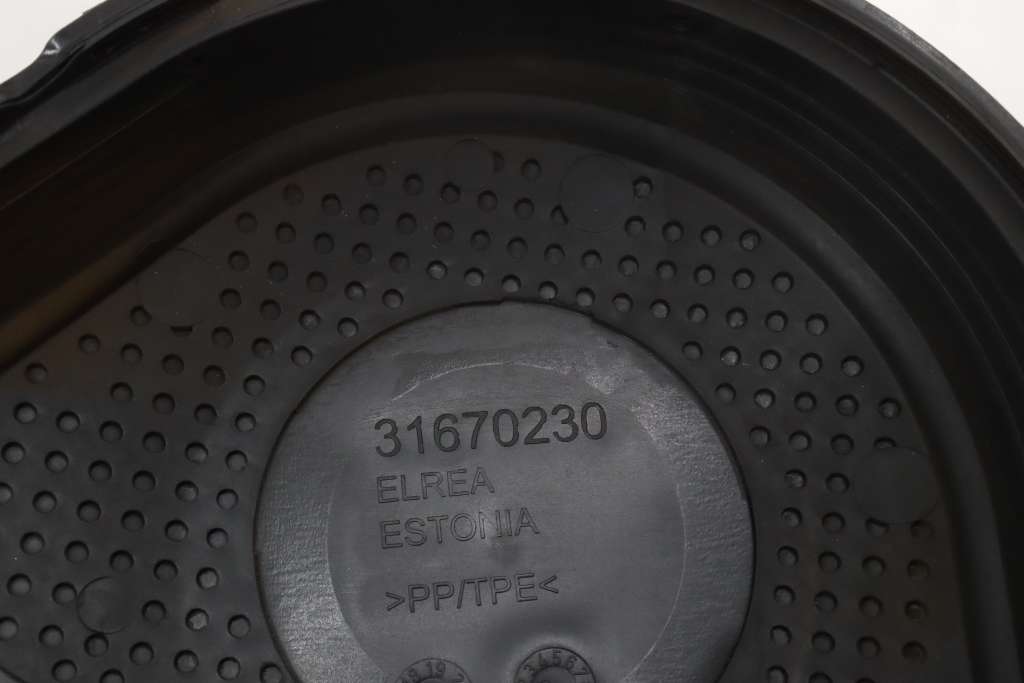 31670230
ELREA
ESTONIA
>PP/TPE<